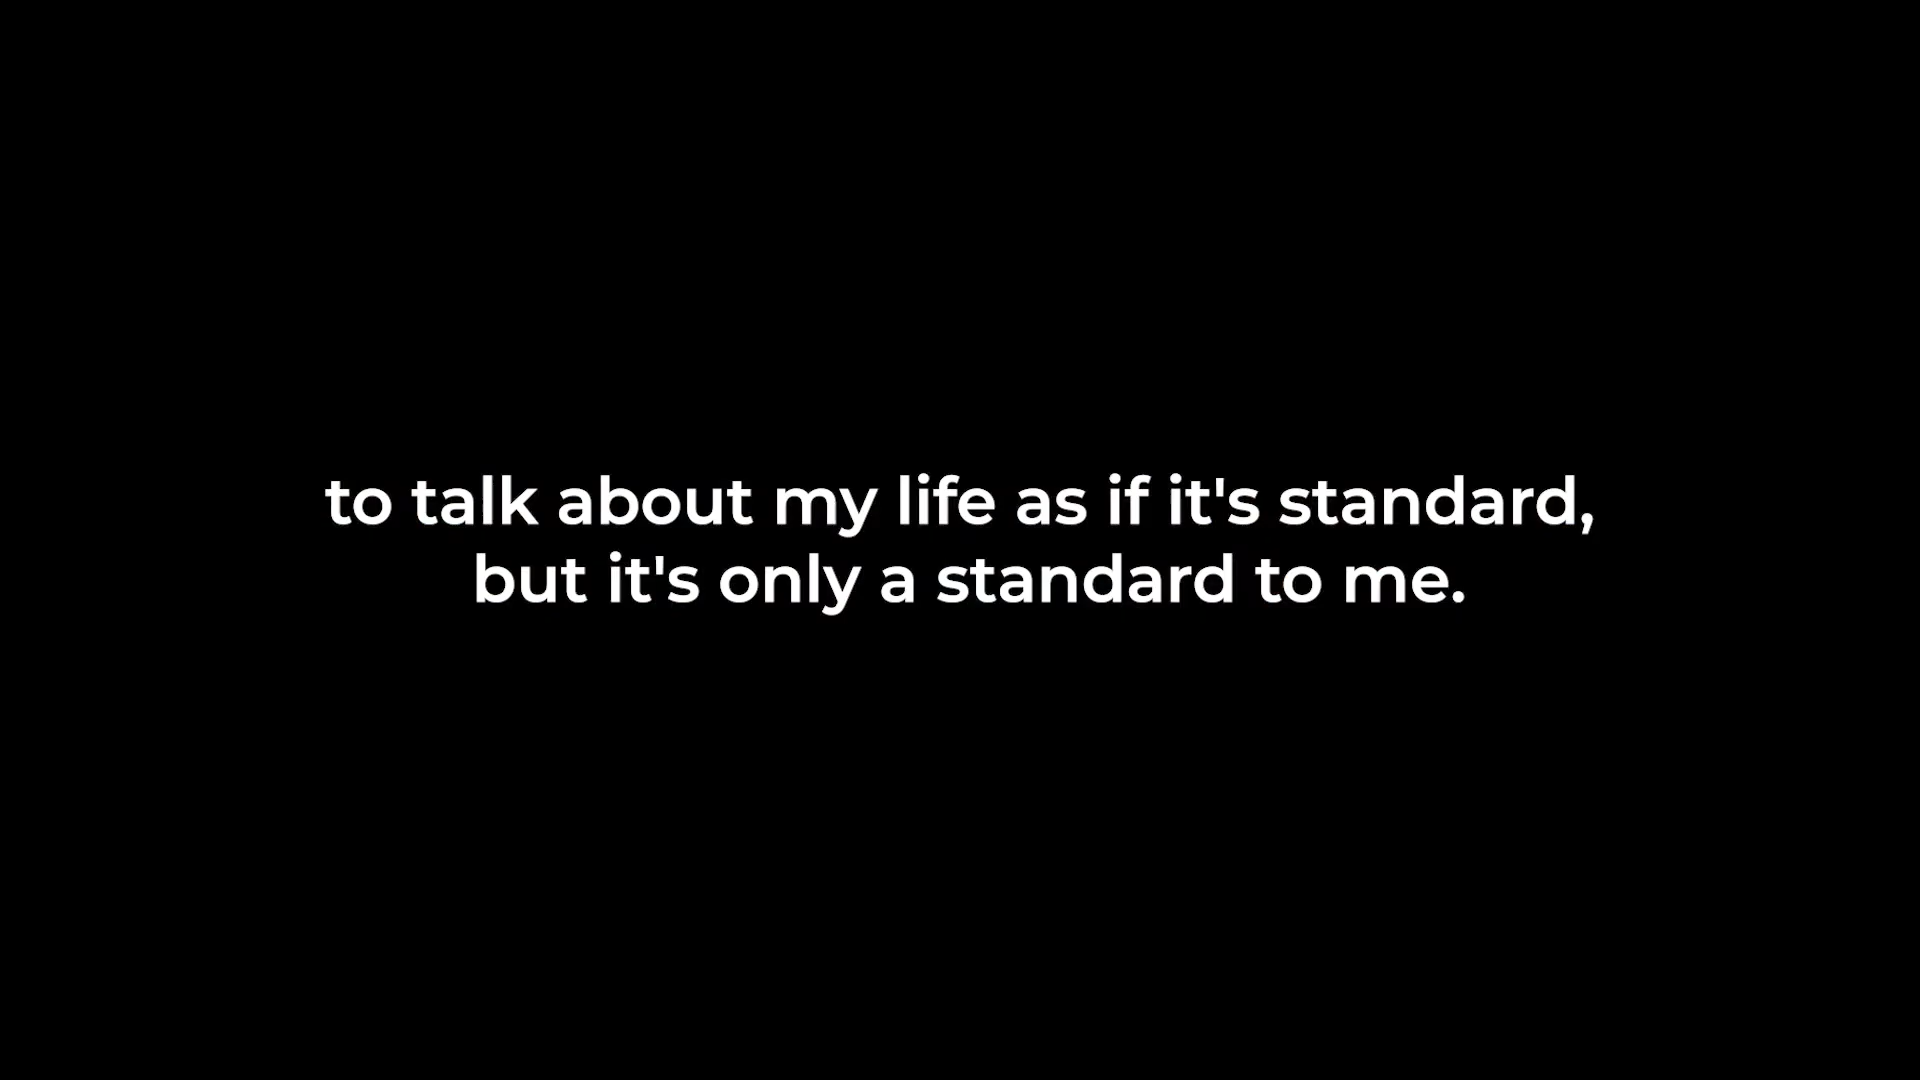 to talk about my life as if it's standard,
but it's only a standard to me.